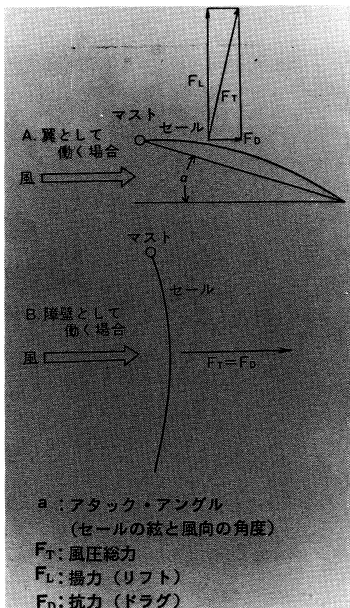 FL
FT
マスト
セール
FD
A.翼として
働く場合
a
風
マスト
セール
B.障壁として
働く場合
風
FT=FD
a:アタック・アングル
(セールの絃と風向の角度)
FT:風圧総力
FL:揚力(リフト)
FD:抗力(ドラグ)